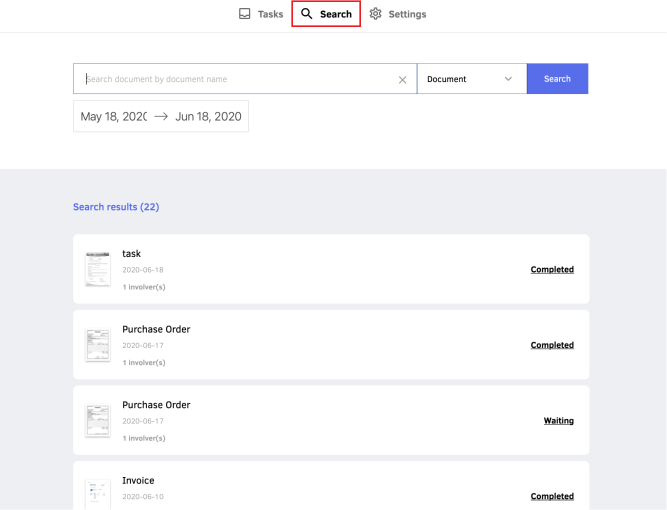 Tasks Search Settings
Search document by document name Document Search
May 18, 2020 → Jun 18, 2020
Search results (22)
task
2020-06-18
Completed
1 involver(s)
Purchase Order
2020-06-17
Completed
1 involver(s)
Purchase Order
2020-06-17
Waiting
1 involver(s)
Invoice
2020-06-10
Completed